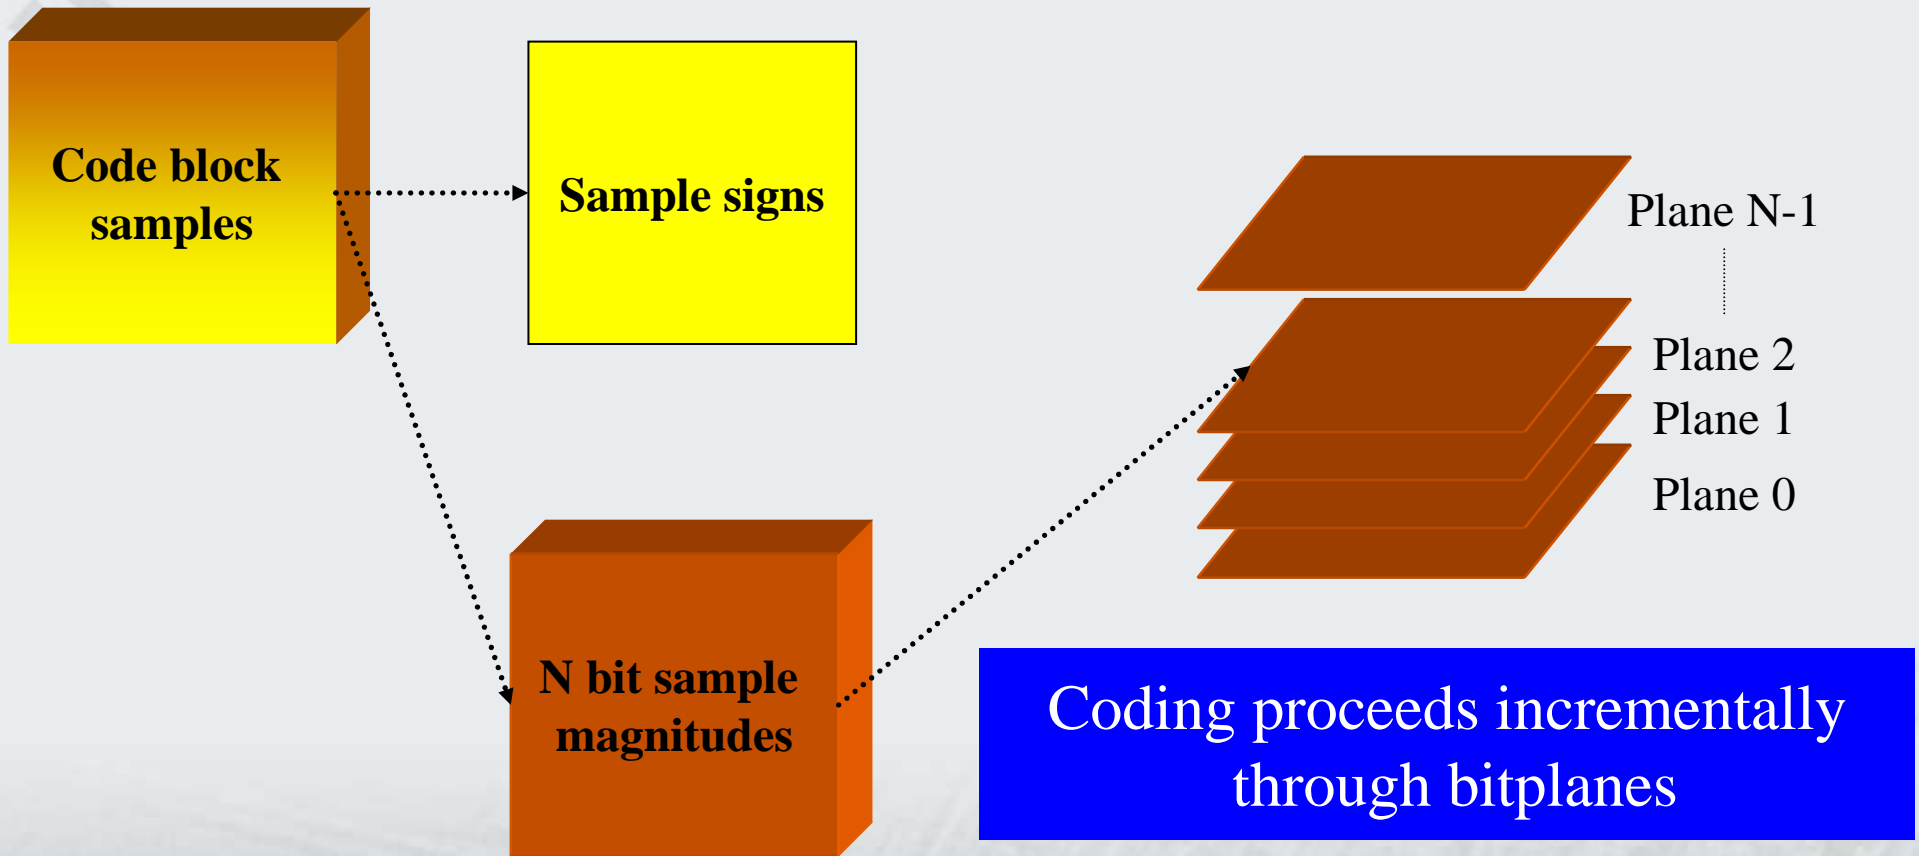 Code block
samples
Sample signs
Plane N-1
Plane 2
Plane 1
Plane 0
N bit sample
magnitudes
Coding proceeds incrementally
through bitplanes